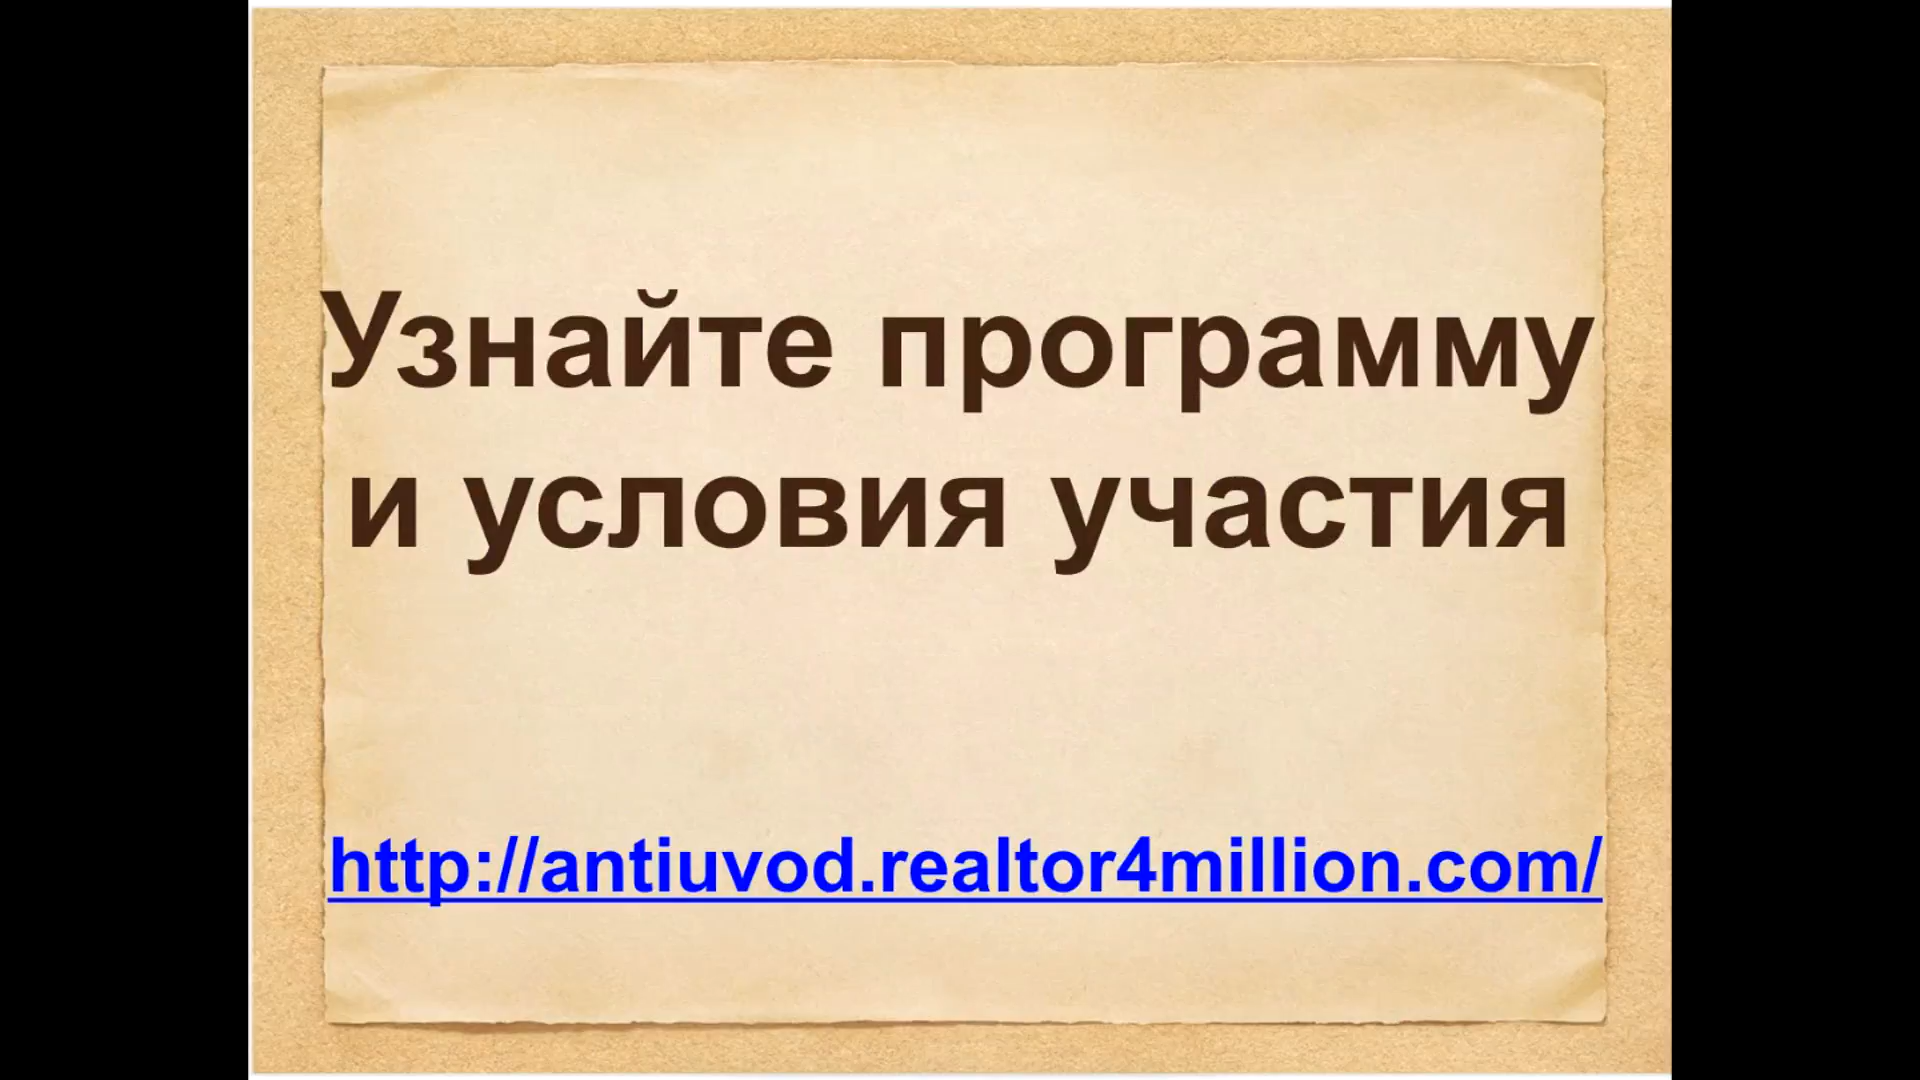 Узнайте программу
и условия участия
http://antiuvod.realtor4million.com/